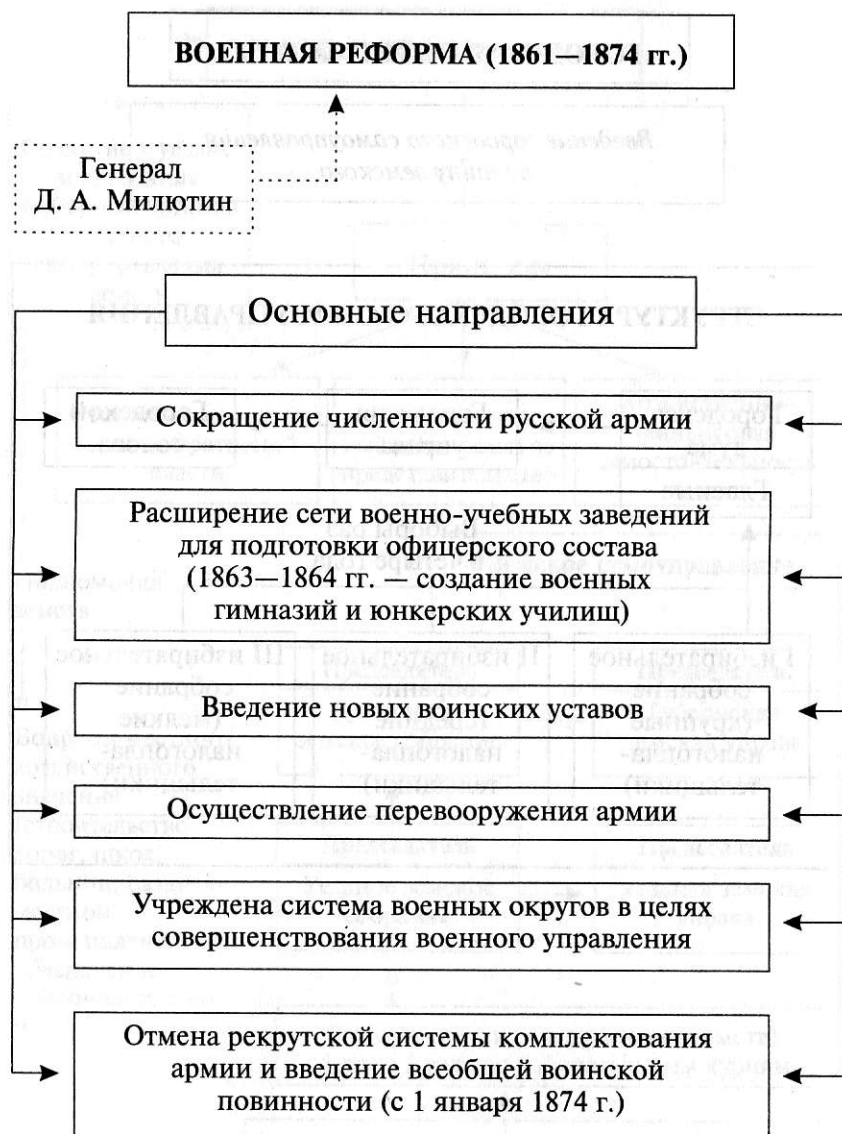 ВОЕННАЯ РЕФОРМА (1861—1874 гг.)
Генерал
Д. А. Милютин
Основные направления
Сокращение численности русской армии
Расширение сети военно-учебных заведений
для подготовки офицерского состава
(1863—1864 гг. — создание военных
гимназий и юнкерских училищ)
Введение новых воинских уставов
Осуществление перевооружения армии
Учреждена система военных округов в целях
совершенствования военного управления
Отмена рекрутской системы комплектования
армии и введение всеобщей воинской
повинности (с 1 января 1874 г.)